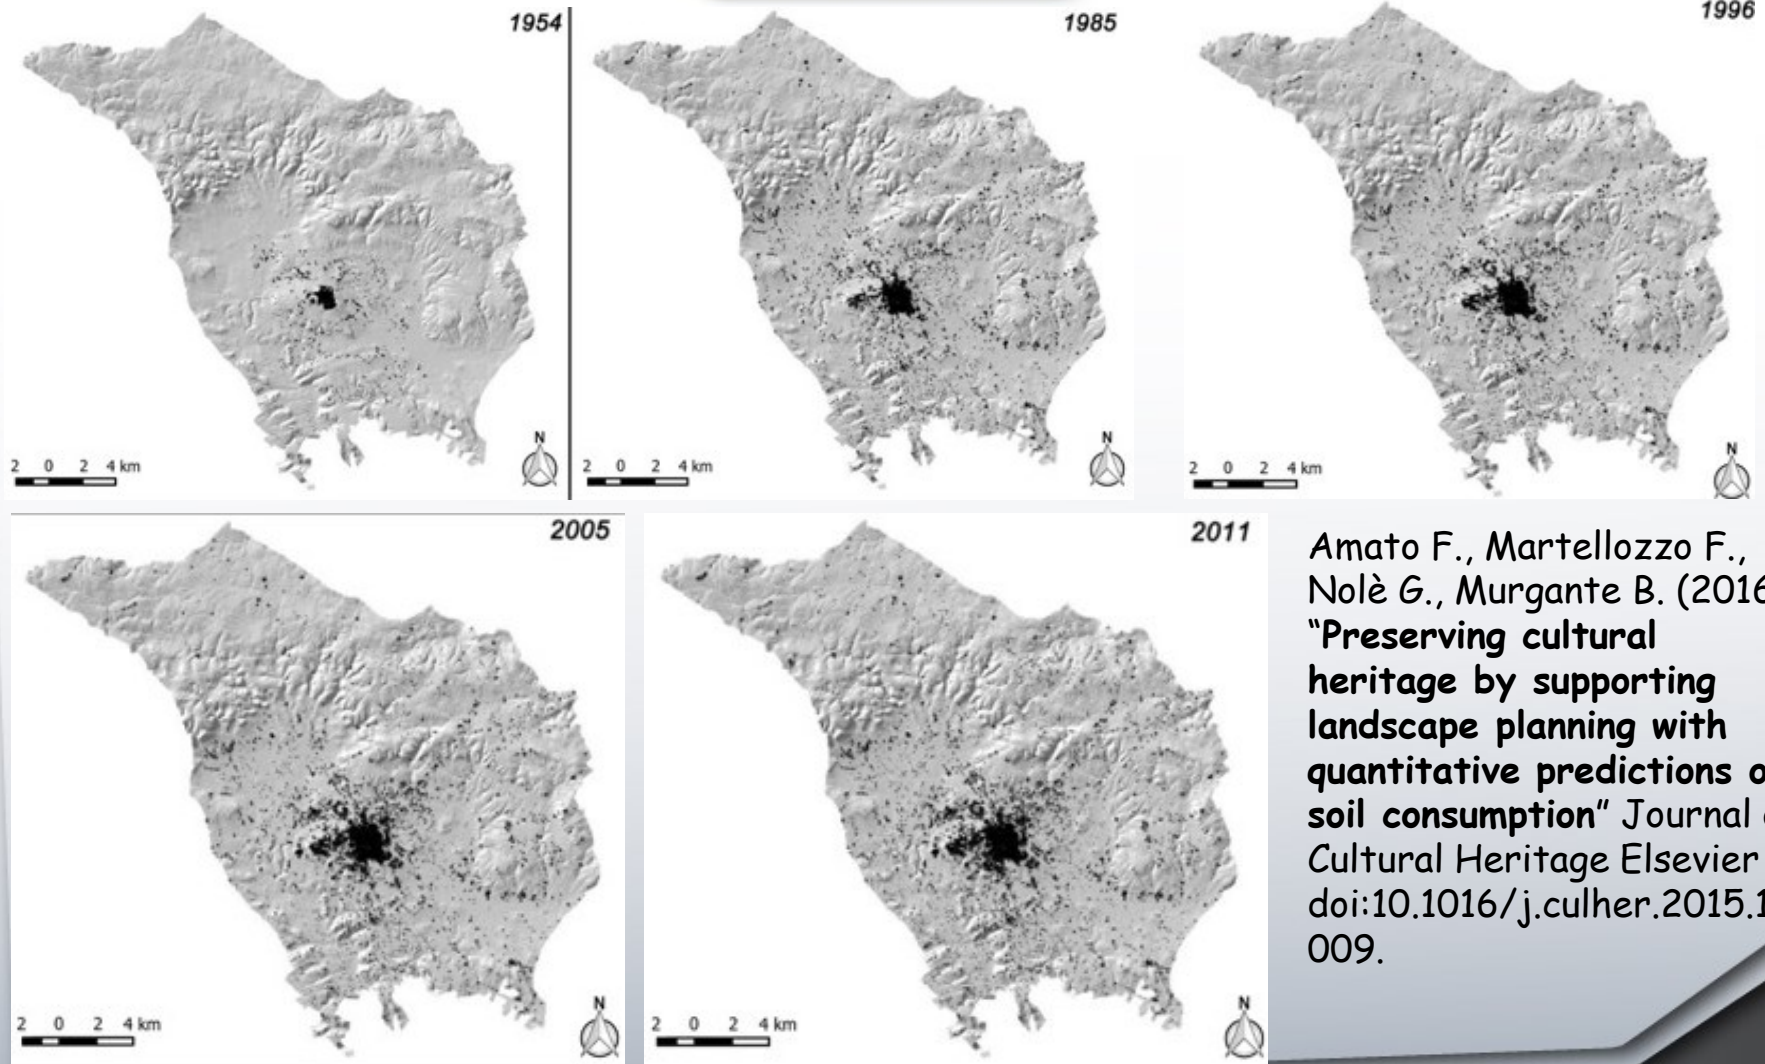 1954
1985
1996
N
2 0 2 4 km
N
2 0 2 4 km
N
2 0 2 4 km
2005
2011
N
2 0 2 4 km
N
2 0 2 4 km
Amato F., Martellozzo F.,
Nolè G., Murgante B. (2016
“Preserving cultural
heritage by supporting
landscape planning with
quantitative predictions o
soil consumption” Journal
Cultural Heritage Elsevier
doi:10.1016/j.culher.2015.1
009.